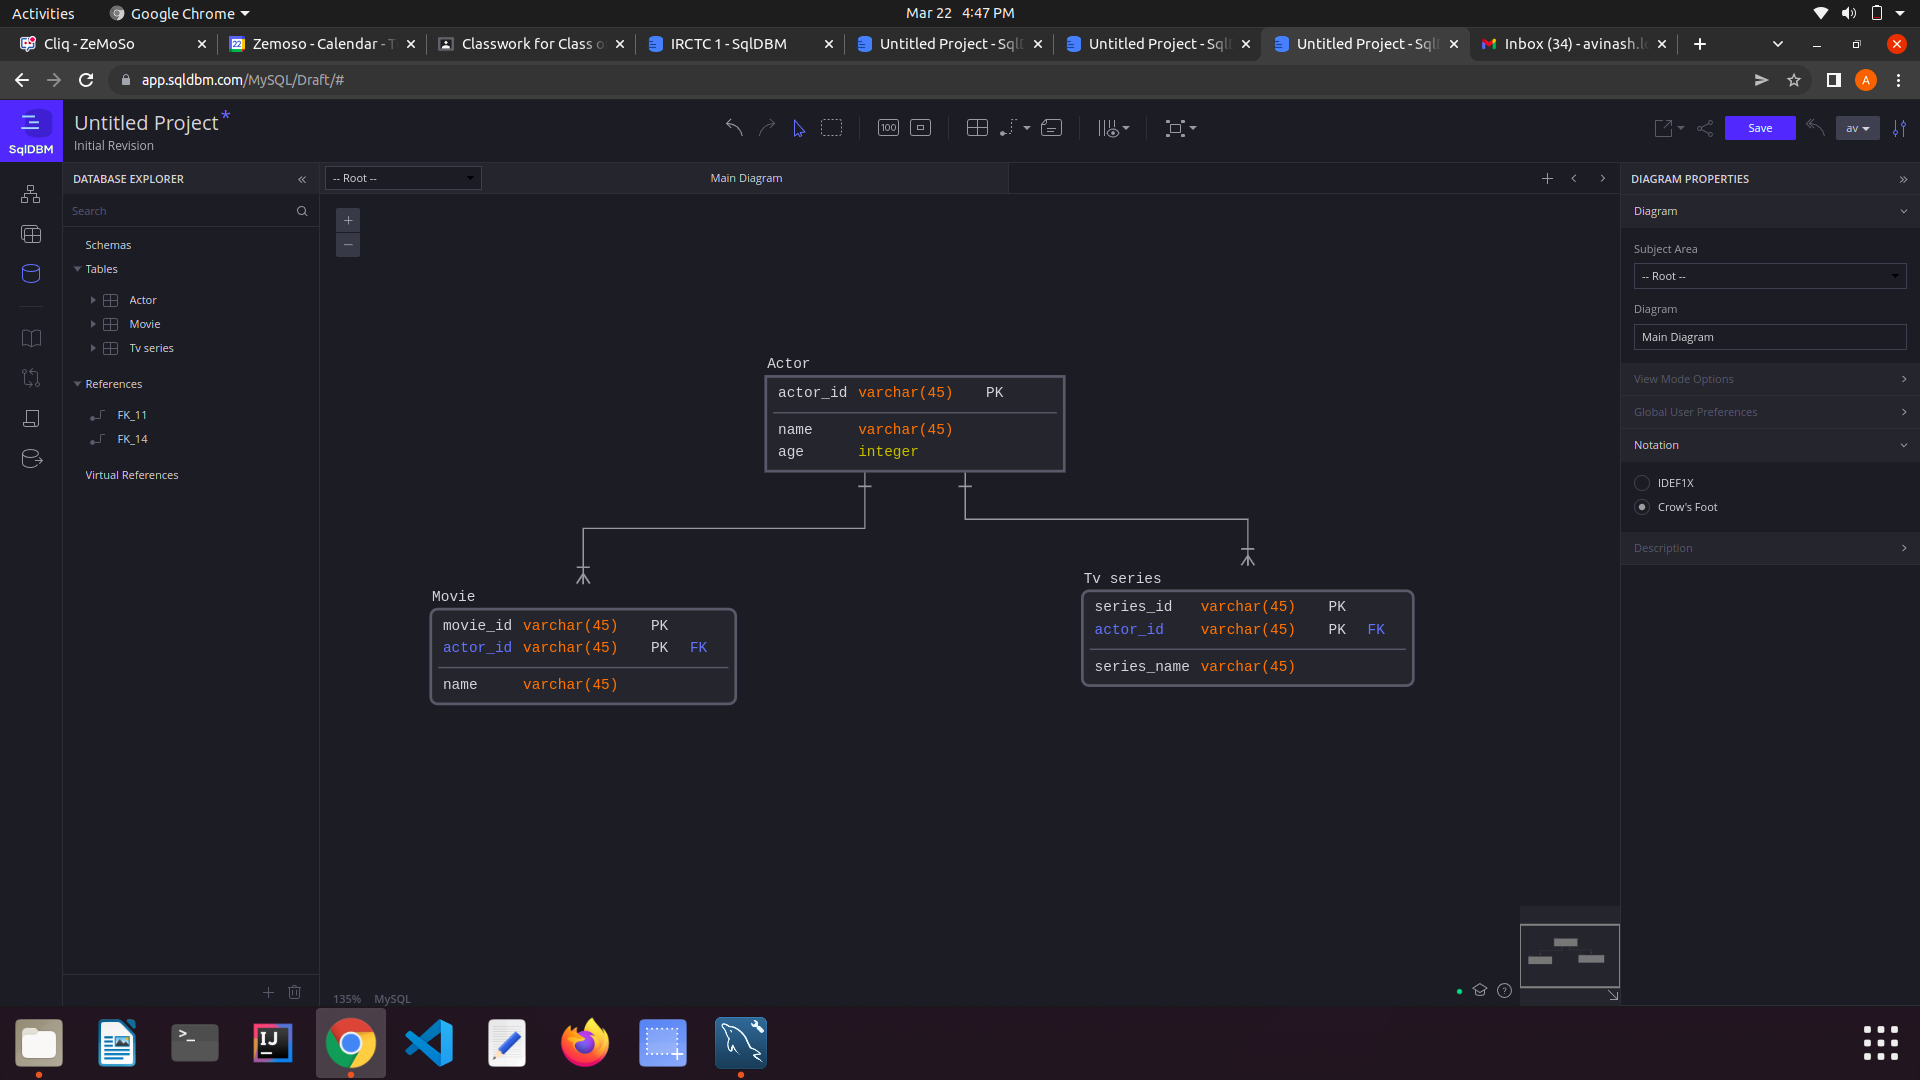 Activities
Google Chrome
Mar 22 4:47 PM
Cliq - ZeMoSo
22
Zemoso - Calendar - T
Classwork for Class o
IRCTC 1 - SqlDBM
Untitled Project - Sql
Untitled Project - Sql
Untitled Project - Sql
Inbox (34) - avinash.l
app.sqldbm.com/MySQL/Draft/#
A
SqlDBM
Untitled Project*
Initial Revision
100
Save
av
DATABASE EXPLORER
Search
Schemas
Tables
Actor
Movie
Tv series
References
FK_11
FK_14
Virtual References
-- Root --
Main Diagram
Actor
actor_id varchar(45) PK
name varchar(45)
age integer
Movie
movie_id varchar(45) PK
actor_id varchar(45) PK FK
name varchar(45)
Tv series
series_id varchar(45) PK
actor_id varchar(45) PK FK
series_name varchar(45)
135% MySQL
DIAGRAM PROPERTIES
Diagram
Subject Area
-- Root --
Diagram
Main Diagram
View Mode Options
Global User Preferences
Notation
IDEF1X
Crow's Foot
Description
>_
IJ